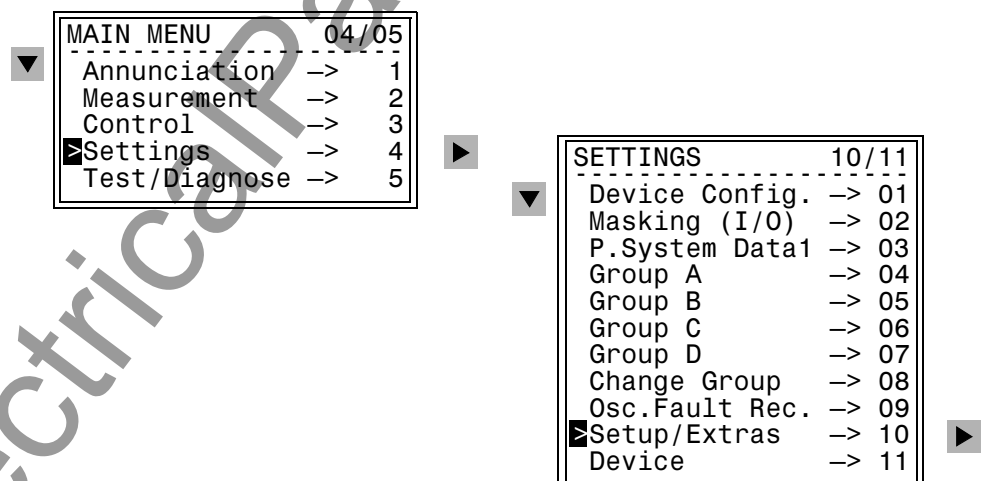 MAIN MENU 04/05
---------------------
Annunciation —> 1
Measurement —> 2
Control —> 3
>Settings —> 4
Test/Diagnose —> 5
SETTINGS 10/11
---------------------
Device Config. —> 01
Masking (I/O) —> 02
P.System Data1 —> 03
Group A —> 04
Group B —> 05
Group C —> 06
Group D —> 07
Change Group —> 08
Osc.Fault Rec. —> 09
>Setup/Extras —> 10
Device —> 11
ectricalPa